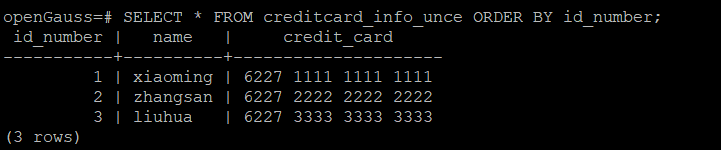 openGauss=# SELECT * FROM creditcard_info_unce ORDER BY id_number;
 id_number |   name   |     credit_card
-----------+----------+---------------------
         1 | xiaoming | 6227 1111 1111 1111
         2 | zhangsan | 6227 2222 2222 2222
         3 | liuhua   | 6227 3333 3333 3333
(3 rows)